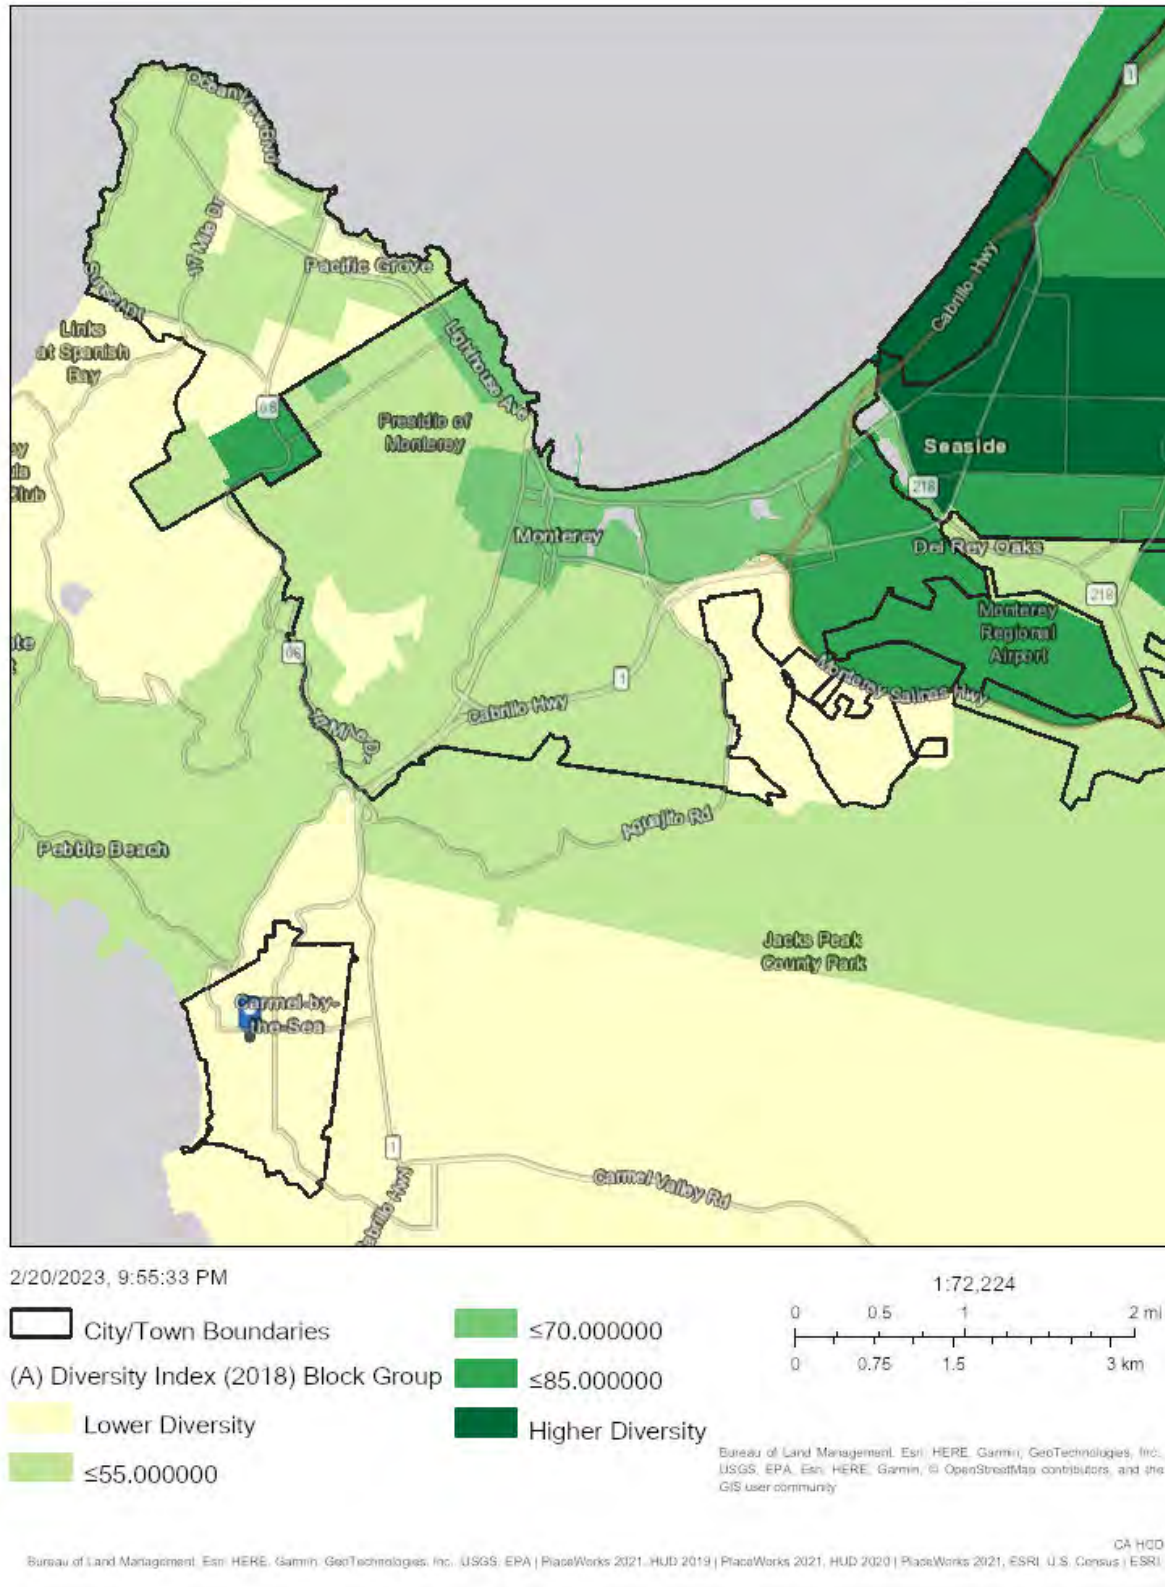 1
OceanViewBlvd
17 Mile Dr
Pacific Grove
Cabrillo Hwy
Sunset Dr
Links
at Spanish
Bay
Lighthouse Ave
68
Presidio of
Monterey
Seaside
218
Monterey
Del Rey Oaks
218
Monterey
Regional
Airport
68
1
Monterey Salinas Hwy
Cabrillo Hwy
Aguajito Rd
Pebble Beach
Jacks Peak
County Park
Carmel-by-
the-Sea
1
Carmel Valley Rd
Cabrillo Hwy
2/20/2023, 9:55:33 PM
1:72,224
0 0.5 1 2 mi
0 0.75 1.5 3 km
City/Town Boundaries
(A) Diversity Index (2018) Block Group
Lower Diversity
≤55.000000
≤70.000000
≤85.000000
Higher Diversity
Bureau of Land Management, Esri, HERE, Garmin, GeoTechnologies, Inc.,
USGS, EPA, Esri, HERE, Garmin, © OpenStreetMap contributors, and the
GIS user community
CA HCD
Bureau of Land Management, Esri, HERE, Garmin, GeoTechnologies, Inc., USGS, EPA | PlaceWorks 2021, HUD 2019 | PlaceWorks 2021, HUD 2020 | PlaceWorks 2021, ESRI, U.S. Census | ESRI,